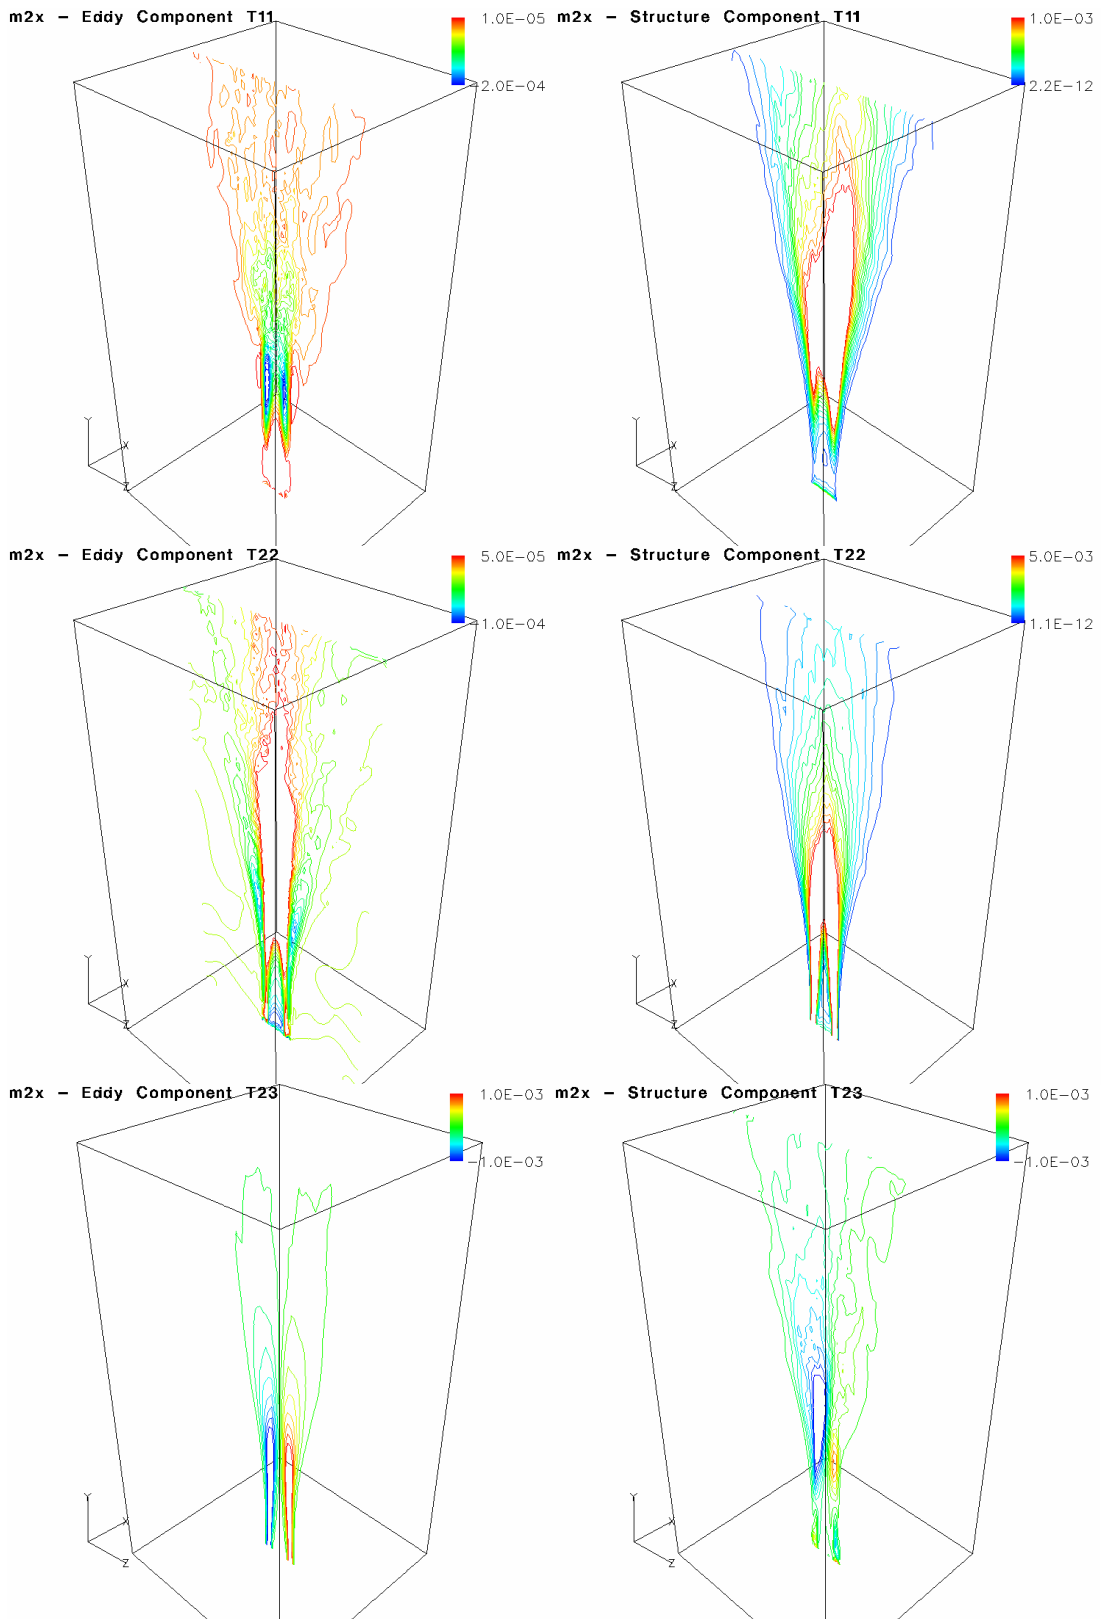 m2x - Eddy Component T11
1.0E-05
-2.0E-04
Y
X
Z
m2x - Structure Component T11
1.0E-03
2.2E-12
Y
X
Z
m2x - Eddy Component T22
5.0E-05
-1.0E-04
Y
X
Z
m2x - Structure Component T22
5.0E-03
1.1E-12
Y
X
Z
m2x - Eddy Component T23
1.0E-03
-1.0E-03
Y
X
Z
m2x - Structure Component T23
1.0E-03
-1.0E-03
Y
X
Z